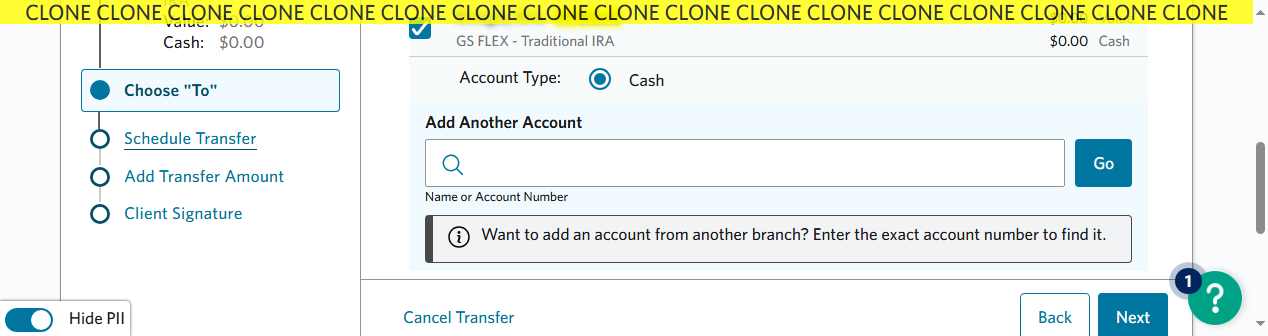 CLONE CLONE CLONE CLONE CLONE CLONE CLONE CLONE CLONE CLONE CLONE CLONE CLONE CLONE CLONE CLONE CLONE
Value: $0.00
Cash: $0.00
Choose "To"
Schedule Transfer
Add Transfer Amount
Client Signature
Hide PII
GS FLEX - Traditional IRA
$0.00 Cash
Account Type: Cash
Add Another Account
Go
Name or Account Number
Want to add an account from another branch? Enter the exact account number to find it.
Cancel Transfer
Back
Next
1
?